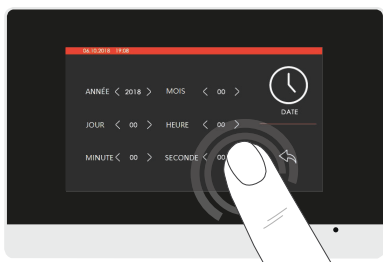 06.10.2018 19:08
ANNÉE < 2018 > MOIS < 00 >
DATE
JOUR < 00 > HEURE < 00 >
MINUTE < 00 > SECONDE < 00